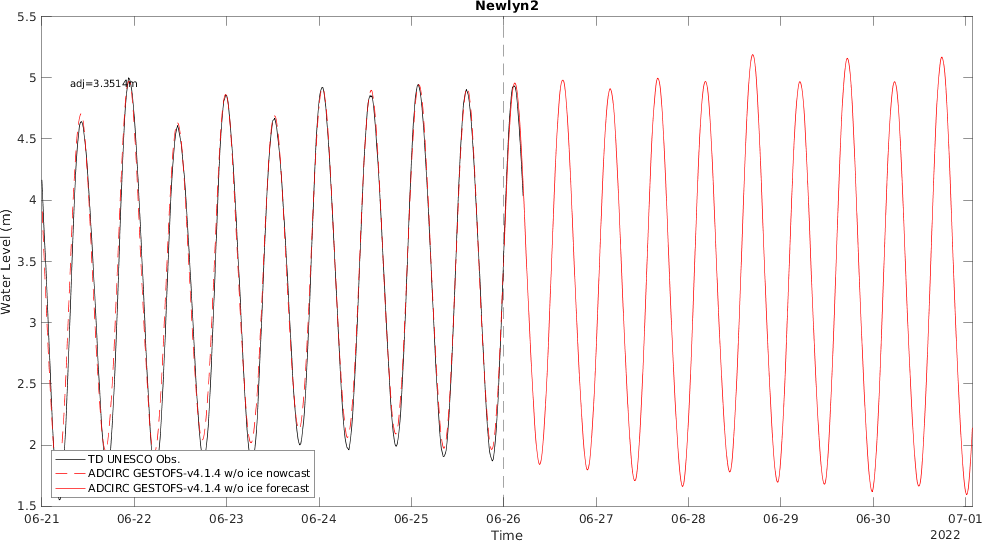 Newlyn2
5.5
5
4.5
4
3.5
3
2.5
2
1.5
Water Level (m)
adj=3.3514m
TD UNESCO Obs.
ADCIRC GESTOFS-v4.1.4 w/o ice nowcast
ADCIRC GESTOFS-v4.1.4 w/o ice forecast
06-21 06-22 06-23 06-24 06-25 06-26 06-27 06-28 06-29 06-30 07-01
Time
2022